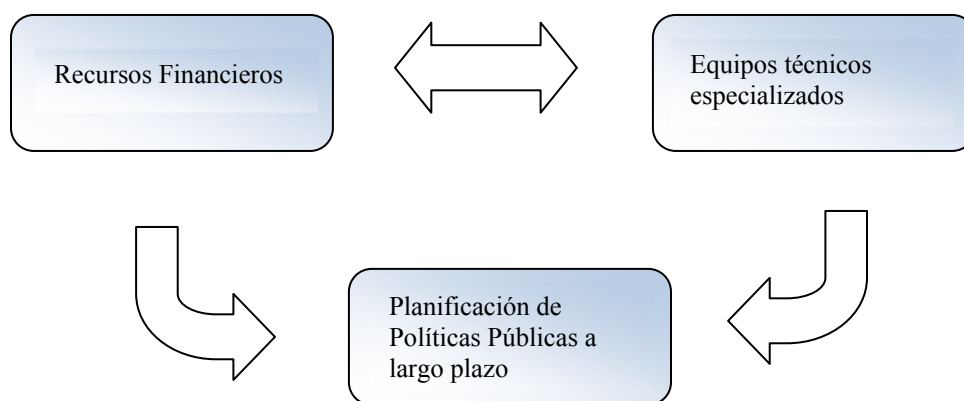 Recursos Financieros
Equipos técnicos
especializados
Planificación de
Políticas Públicas a
largo plazo